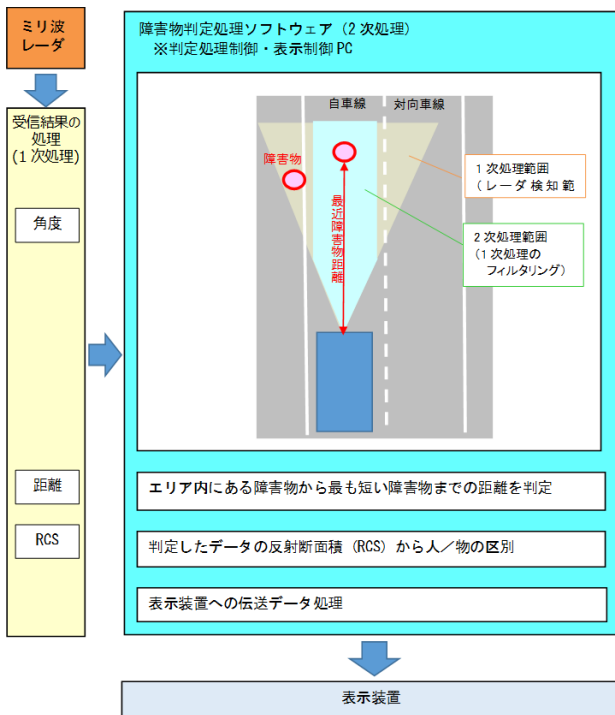 ミリ波
レーダ
受信結果の
処理
(1次処理)
角度
距離
RCS
障害物判定処理ソフトウェア（2次処理）
※判定処理制御・表示制御PC
自車線
対向車線
障害物
最近障害物距離
1次処理範囲
（レーダ検知範
2次処理範囲
（1次処理の
フィルタリング）
エリア内にある障害物から最も短い障害物までの距離を判定
判定したデータの反射断面積（RCS）から人／物の区別
表示装置への伝送データ処理
表示装置